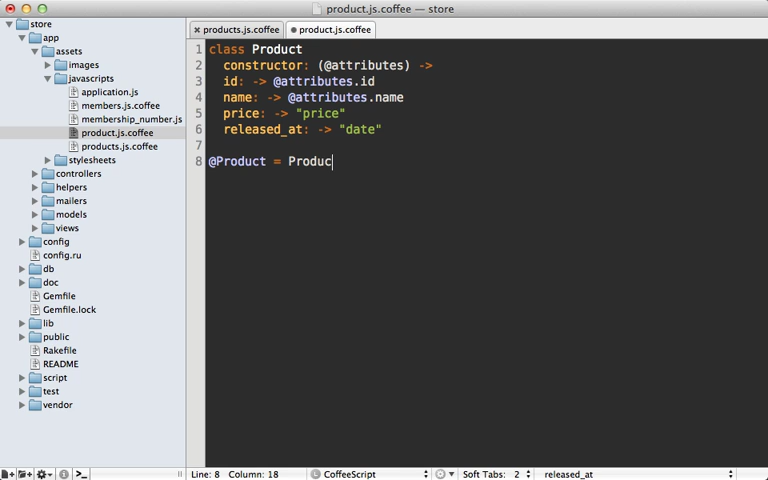 product.js.coffee — store
store
app
assets
images
javascripts
application.js
members.js.coffee
membership_number.js
product.js.coffee
products.js.coffee
stylesheets
controllers
helpers
mailers
models
views
config
config.ru
db
doc
Gemfile
Gemfile.lock
lib
public
Rakefile
README
script
test
vendor
products.js.coffee product.js.coffee
1 class Product
2 constructor: (@attributes) ->
3 id: -> @attributes.id
4 name: -> @attributes.name
5 price: -> "price"
6 released_at: -> "date"
7
8 @Product = Produc
Line: 8 Column: 18 CoffeeScript Soft Tabs: 2 released_at